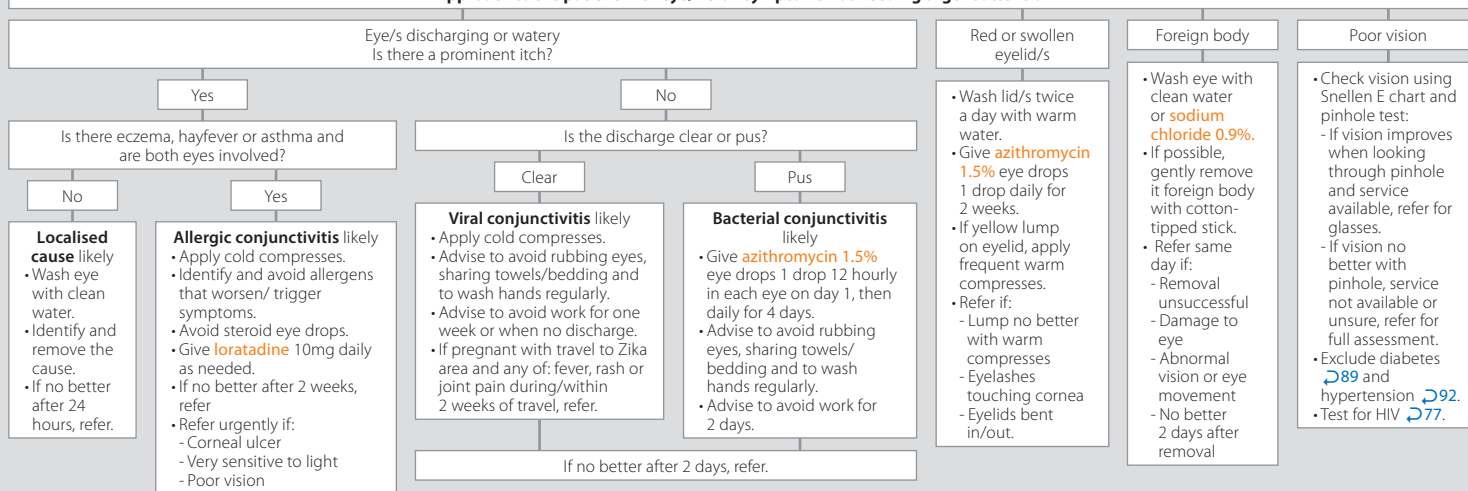 Eye/s discharging or watery
Is there a prominent itch?
Yes
Is there eczema, hayfever or asthma and
are both eyes involved?
No
Localised
cause likely
• Wash eye
with clean
water.
• Identify and
remove the
cause.
• If no better
after 24
hours, refer.
Yes
Allergic conjunctivitis likely
• Apply cold compresses.
• Identify and avoid allergens
that worsen/ trigger
symptoms.
• Avoid steroid eye drops.
• Give loratadine 10mg daily
as needed.
• If no better after 2 weeks,
refer
• Refer urgently if:
- Corneal ulcer
- Very sensitive to light
- Poor vision
No
Is the discharge clear or pus?
Clear
Viral conjunctivitis likely
• Apply cold compresses.
• Advise to avoid rubbing eyes,
sharing towels/bedding and
to wash hands regularly.
• Advise to avoid work for one
week or when no discharge.
• If pregnant with travel to Zika
area and any of: fever, rash or
joint pain during/within
2 weeks of travel, refer.
Pus
Bacterial conjunctivitis
likely
• Give azithromycin 1.5%
eye drops 1 drop 12 hourly
in each eye on day 1, then
daily for 4 days.
• Advise to avoid rubbing
eyes, sharing towels/
bedding and to wash
hands regularly.
• Advise to avoid work for
2 days.
If no better after 2 days, refer.
Red or swollen
eyelid/s
• Wash lid/s twice
a day with warm
water.
• Give azithromycin
1.5% eye drops
1 drop daily for
2 weeks.
• If yellow lump
on eyelid, apply
frequent warm
compresses.
• Refer if:
- Lump no better
with warm
compresses
- Eyelashes
touching cornea
- Eyelids bent
in/out.
Foreign body
• Wash eye with
clean water
or sodium
chloride 0.9%.
• If possible,
gently remove
it foreign body
with cotton-
tipped stick.
• Refer same
day if:
- Removal
unsuccessful
- Damage to
eye
- Abnormal
vision or eye
movement
- No better
2 days after
removal
Poor vision
• Check vision using
Snellen E chart and
pinhole test:
- If vision improves
when looking
through pinhole
and service
available, refer for
glasses.
- If vision no
better with
pinhole, service
not available or
unsure, refer for
full assessment.
• Exclude diabetes
⮌89 and
hypertension ⮌92.
• Test for HIV ⮌77.